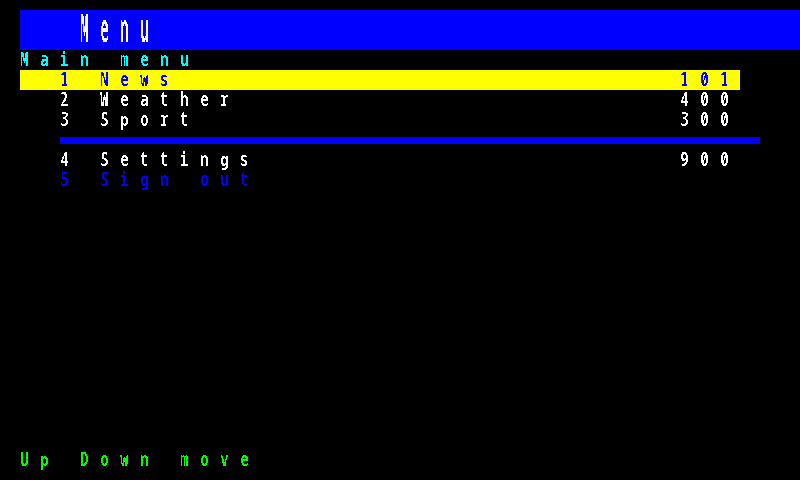 Menu
Main menu
1 News 101
2 Weather 400
3 Sport 300
4 Settings 900
5 Sign out
Up Down move